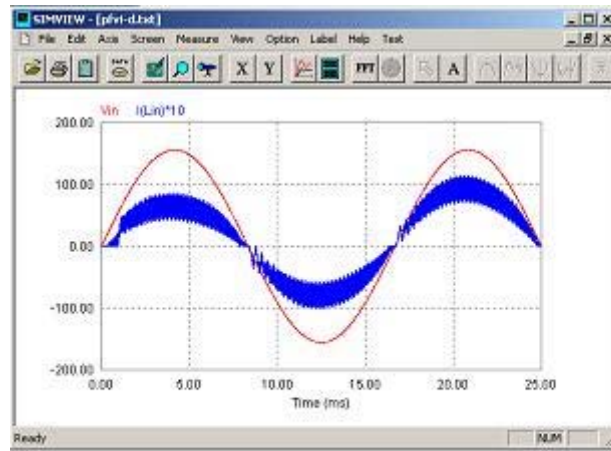 SIMVIEW - [pfvi-d.txt]
File Edit Axis Screen Measure View Option Label Help Text
X Y FFT A
Vin I(Lin)*10
200.00
100.00
0.00
-100.00
-200.00
0.00 5.00 10.00 15.00 20.00 25.00
Time (ms)
Ready NUM